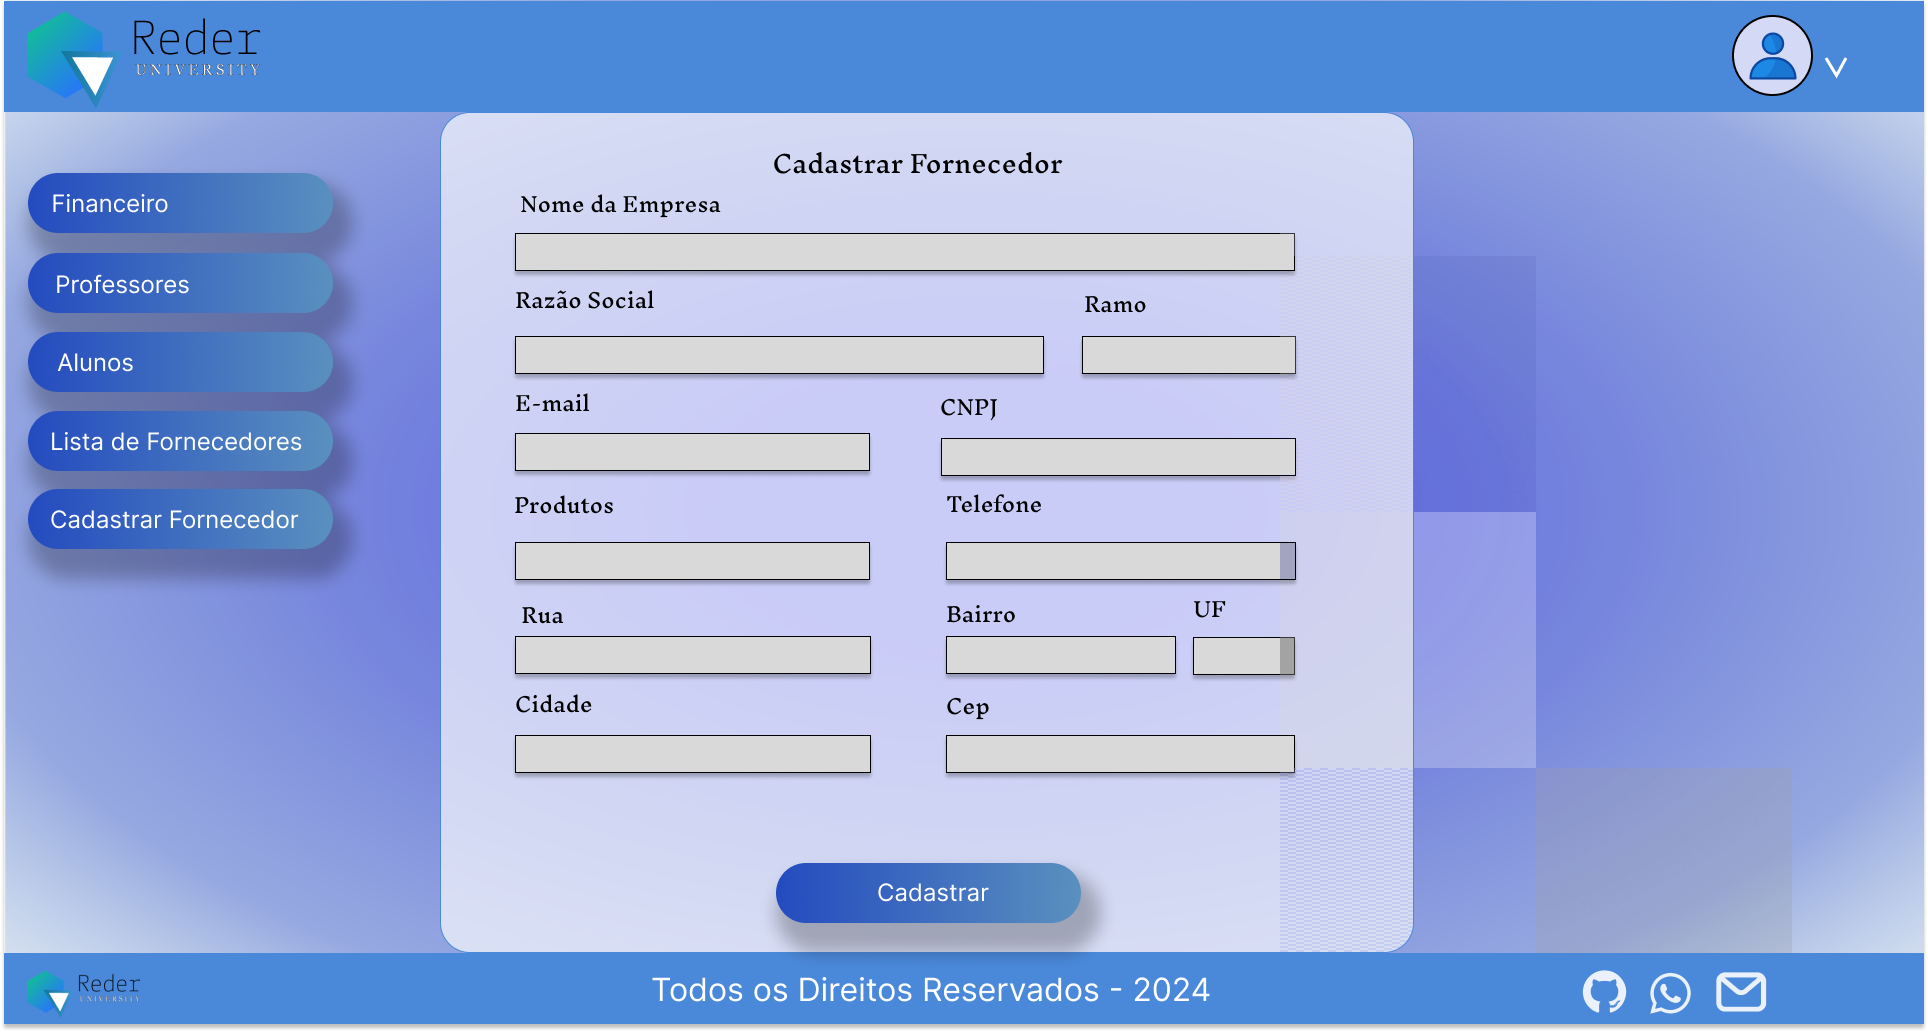 Reder
UNIVERSITY
Financeiro
Professores
Alunos
Lista de Fornecedores
Cadastrar Fornecedor
Cadastrar Fornecedor
Nome da Empresa
Razão Social
Ramo
E-mail
CNPJ
Produtos
Telefone
Rua
Bairro
UF
Cidade
Cep
Cadastrar
Reder
UNIVERSITY
Todos os Direitos Reservados - 2024